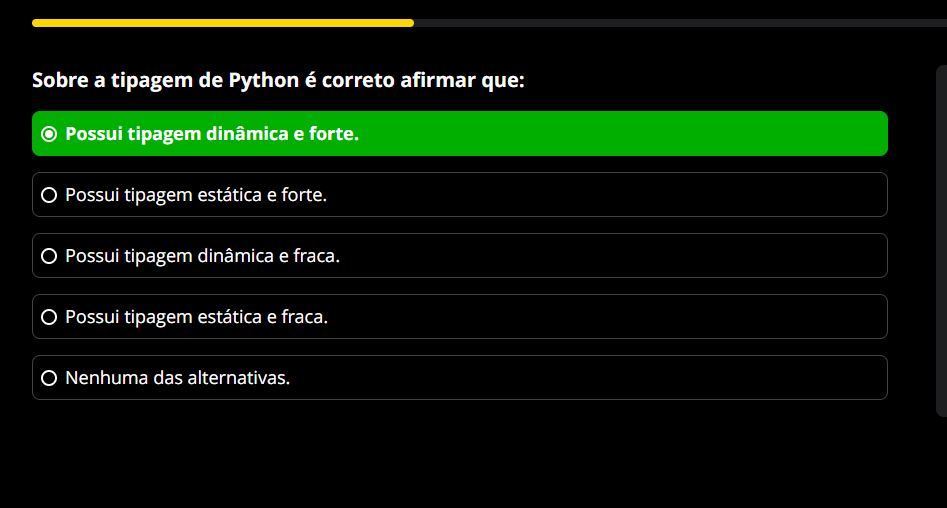 Sobre a tipagem de Python é correto afirmar que:
Possui tipagem dinâmica e forte.
Possui tipagem estática e forte.
Possui tipagem dinâmica e fraca.
Possui tipagem estática e fraca.
Nenhuma das alternativas.